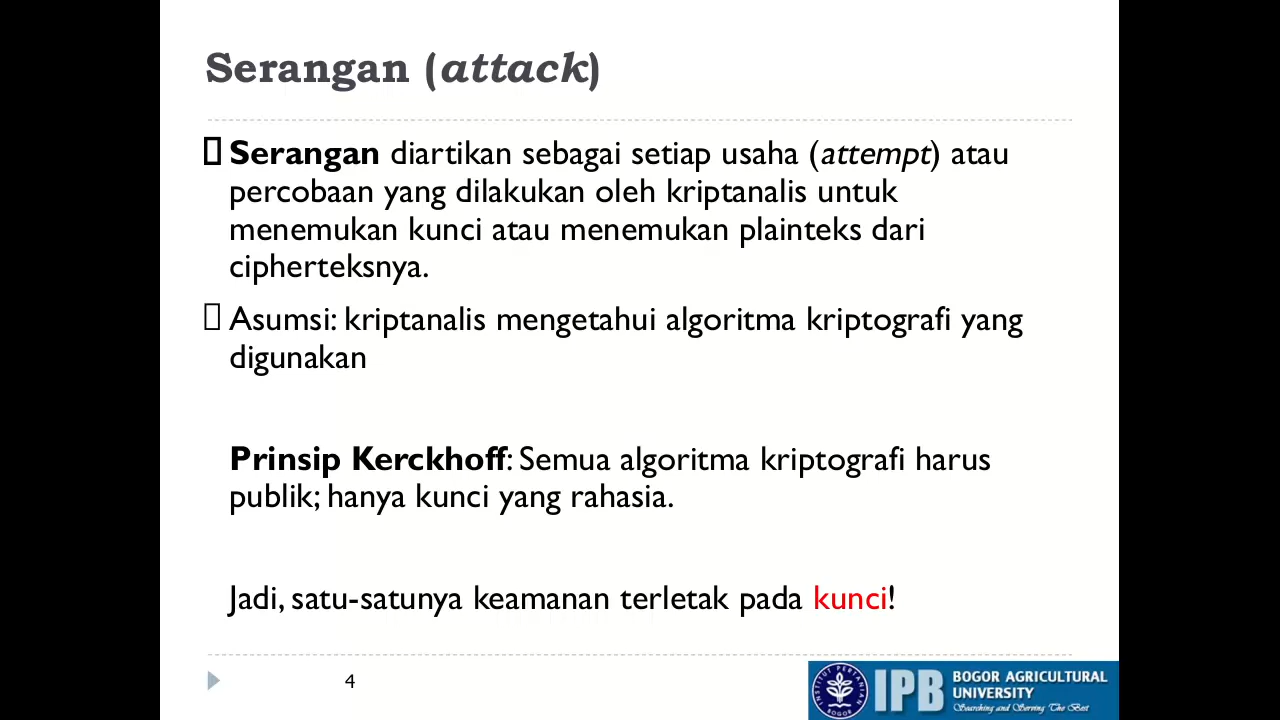 Serangan (attack)
Serangan diartikan sebagai setiap usaha (attempt) atau
percobaan yang dilakukan oleh kriptanalis untuk
menemukan kunci atau menemukan plainteks dari
cipherteksnya.
Asumsi: kriptanalis mengetahui algoritma kriptografi yang
digunakan
Prinsip Kerckhoff: Semua algoritma kriptografi harus
publik; hanya kunci yang rahasia.
Jadi, satu-satunya keamanan terletak pada kunci!
4
INSTITUT PERTANIAN
BOGOR
IPB
BOGOR AGRICULTURAL
UNIVERSITY
Searching and Serving The Best